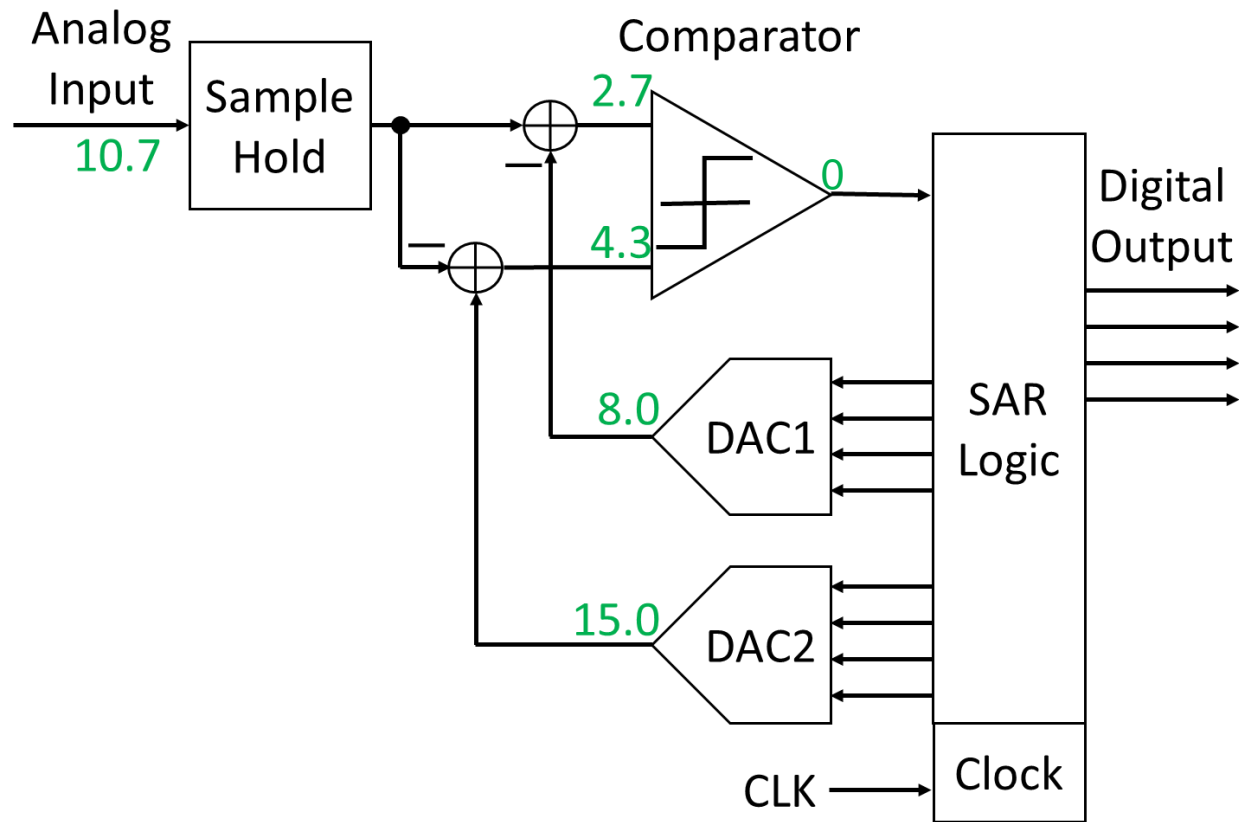 Analog
Input
10.7
Sample
Hold
Comparator
2.7
4.3
0
8.0
DAC1
15.0
DAC2
SAR
Logic
Digital
Output
CLK
Clock